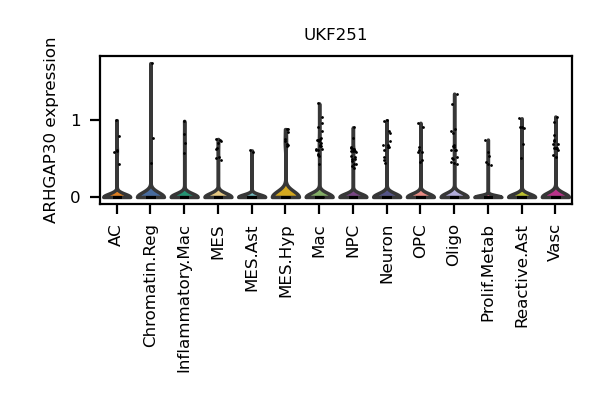 UKF251
ARHGAP30 expression
1
0
AC
Chromatin.Reg
Inflammatory.Mac
MES
MES.Ast
MES.Hyp
Mac
NPC
Neuron
OPC
Oligo
Prolif.Metab
Reactive.Ast
Vasc